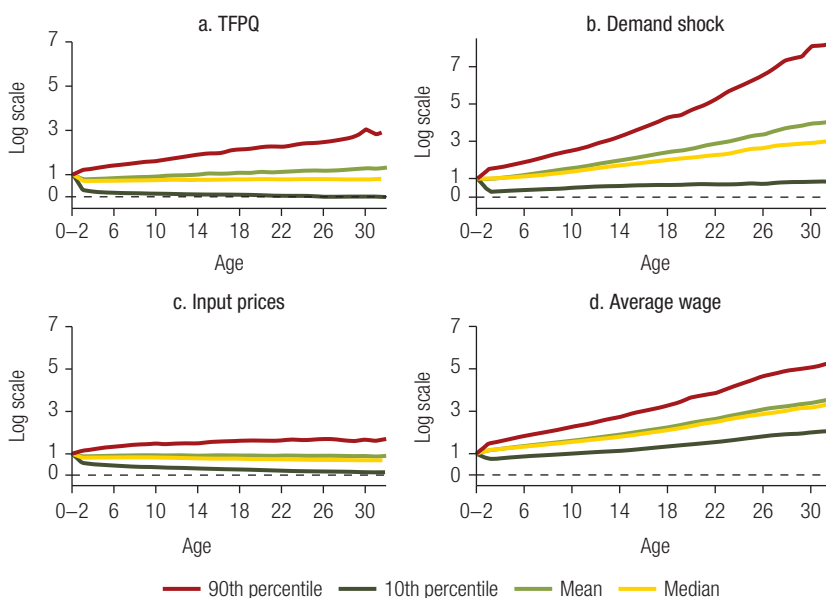 a. TFPQ
7
5
3
1
0
Log scale
0–2 6 10 14 18 22 26 30
Age
b. Demand shock
7
5
3
1
0
Log scale
0–2 6 10 14 18 22 26 30
Age
c. Input prices
7
5
3
1
0
Log scale
0–2 6 10 14 18 22 26 30
Age
d. Average wage
7
5
3
1
0
Log scale
0–2 6 10 14 18 22 26 30
Age
90th percentile 10th percentile Mean Median